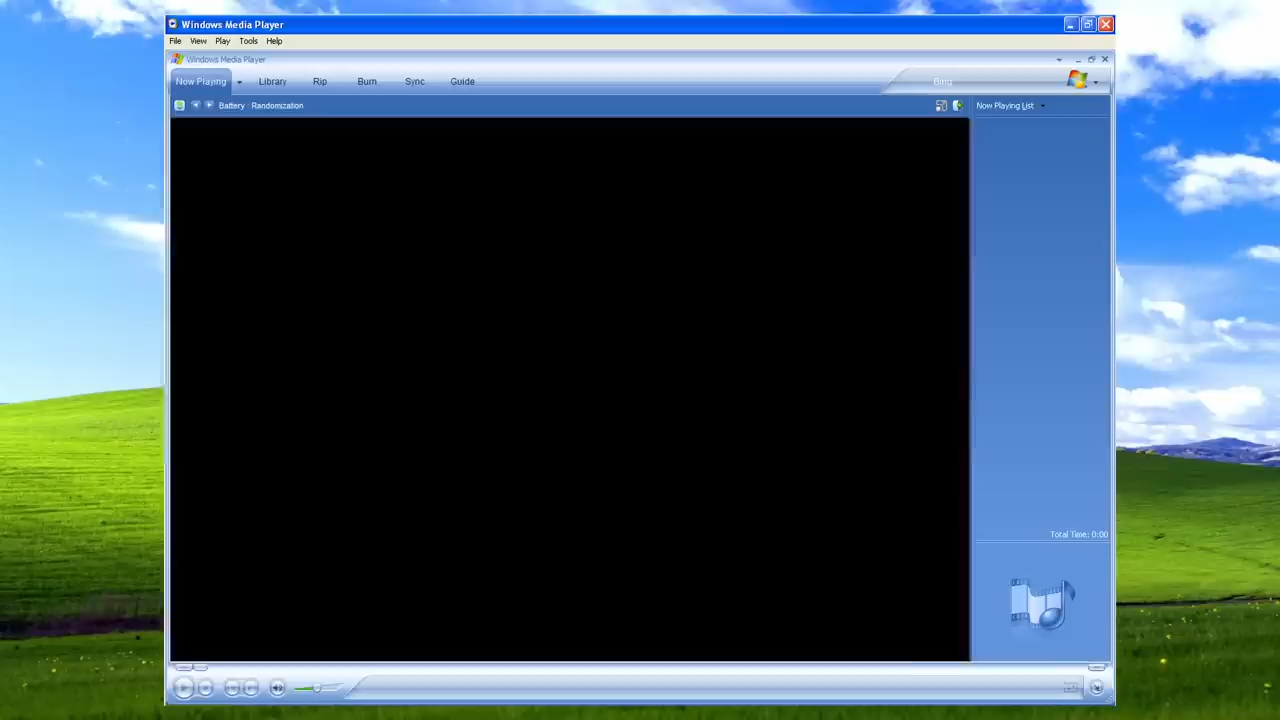 Windows Media Player
File View Play Tools Help
Windows Media Player
Now Playing Library Rip Burn Sync Guide Bing
Battery : Randomization Now Playing List
Total Time: 0:00